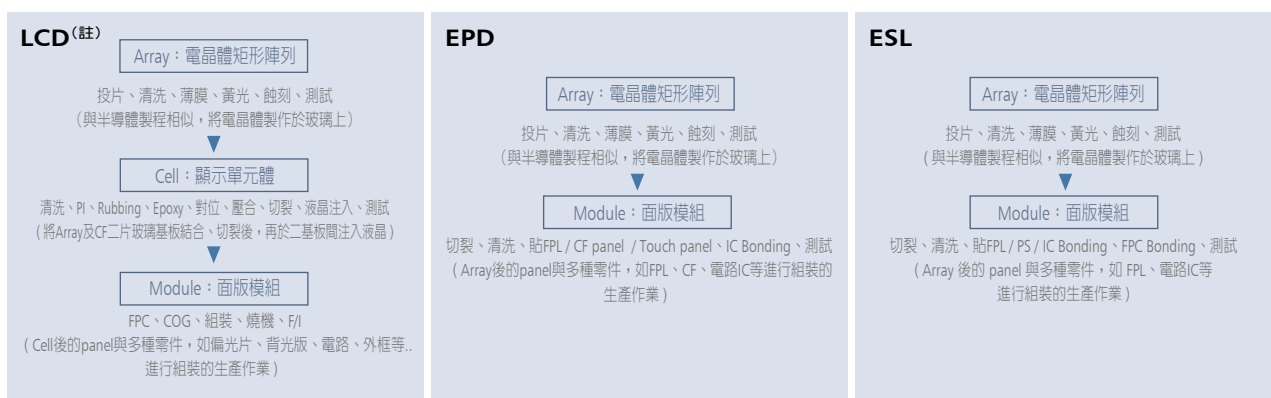 LCD(註)
Array：電晶體矩形陣列
投片、清洗、薄膜、黃光、蝕刻、測試
（與半導體製程相似，將電晶體製作於玻璃上）
Cell：顯示單元體
清洗、PI、Rubbing、Epoxy、對位、壓合、切裂、液晶注入、測試
( 將Array及CF二片玻璃基板結合、切裂後，再於二基板間注入液晶 )
Module：面版模組
FPC、COG、組裝、燒機、F/I
( Cell後的panel與多種零件，如偏光片、背光版、電路、外框等..
進行組裝的生產作業 )
EPD
Array：電晶體矩形陣列
投片、清洗、薄膜、黃光、蝕刻、測試
（與半導體製程相似，將電晶體製作於玻璃上）
Module：面版模組
切裂、清洗、貼FPL / CF panel / Touch panel、IC Bonding、測試
( Array後的panel與多種零件，如FPL、CF、電路IC等進行組裝的
生產作業 )
ESL
Array：電晶體矩形陣列
投片、清洗、薄膜、黃光、蝕刻、測試
( 與半導體製程相似，將電晶體製作於玻璃上 )
Module：面版模組
切裂、清洗、貼FPL / PS / IC Bonding、FPC Bonding、測試
( Array 後的 panel 與多種零件，如 FPL、電路IC等
進行組裝的生產作業 )